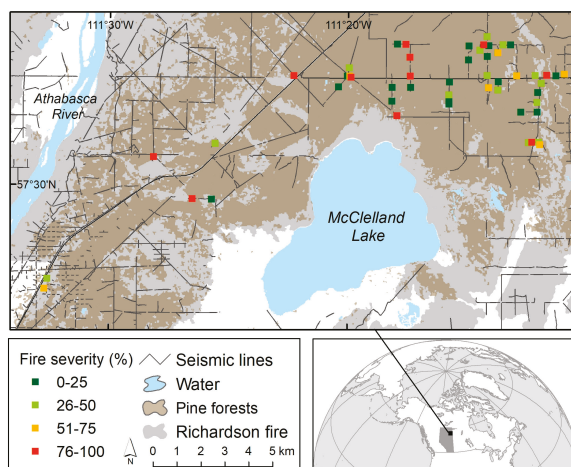 111°30'W
111°20'W
Athabasca
River
57°30'N
McClelland
Lake
Fire severity (%)
0-25
26-50
51-75
76-100
Seismic lines
Water
Pine forests
Richardson fire
N
0 1 2 3 4 5 km